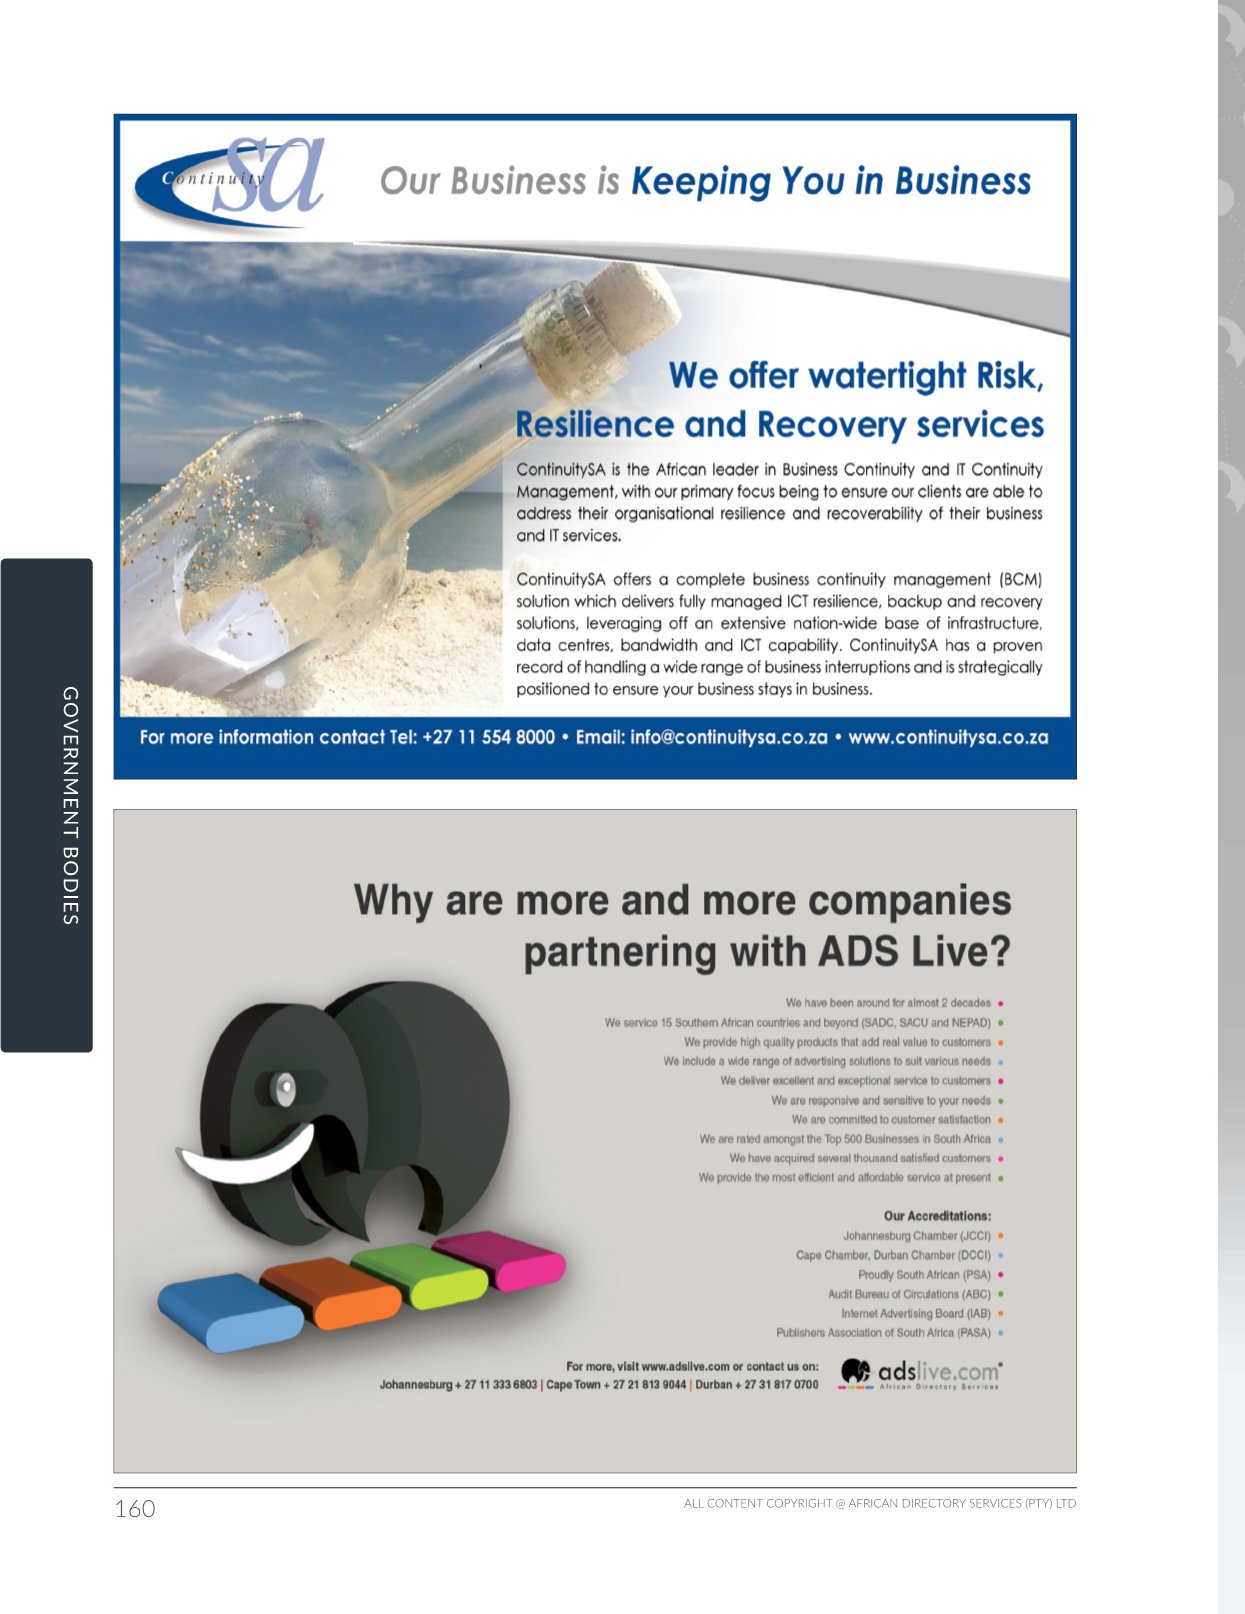 Continuity sa
Our Business is Keeping You in Business
We offer watertight Risk,
Resilience and Recovery services
ContinuitySA is the African leader in Business Continuity and IT Continuity
Management, with our primary focus being to ensure our clients are able to
address their organisational resilience and recoverability of their business
and IT services.
ContinuitySA offers a complete business continuity management (BCM)
solution which delivers fully managed ICT resilience, backup and recovery
solutions, leveraging off an extensive nation-wide base of infrastructure,
data centres, bandwidth and ICT capability. ContinuitySA has a proven
record of handling a wide range of business interruptions and is strategically
positioned to ensure your business stays in business.
For more information contact Tel: +27 11 554 8000 • Email: info@continuitysa.co.za • www.continuitysa.co.za
GOVERNMENT BODIES
Why are more and more companies
partnering with ADS Live?
We have been around for almost 2 decades •
We service 15 Southern African countries and beyond (SADC, SACU and NEPAD) •
We provide high quality products that add real value to customers •
We include a wide range of advertising solutions to suit various needs •
We deliver excellent and exceptional service to customers •
We are responsive and sensitive to your needs •
We are committed to customer satisfaction •
We are rated amongst the Top 500 Businesses in South Africa •
We have acquired several thousand satisfied customers •
We provide the most efficient and affordable service at present •
Our Accreditations:
Johannesburg Chamber (JCCI) •
Cape Chamber, Durban Chamber (DCCI) •
Proudly South African (PSA) •
Audit Bureau of Circulations (ABC) •
Internet Advertising Board (IAB) •
Publishers Association of South Africa (PASA) •
For more, visit www.adslive.com or contact us on:
Johannesburg + 27 11 333 6803 | Cape Town + 27 21 813 9044 | Durban + 27 31 817 0700
adslive.com
African Directory Services
160
ALL CONTENT COPYRIGHT @ AFRICAN DIRECTORY SERVICES (PTY) LTD